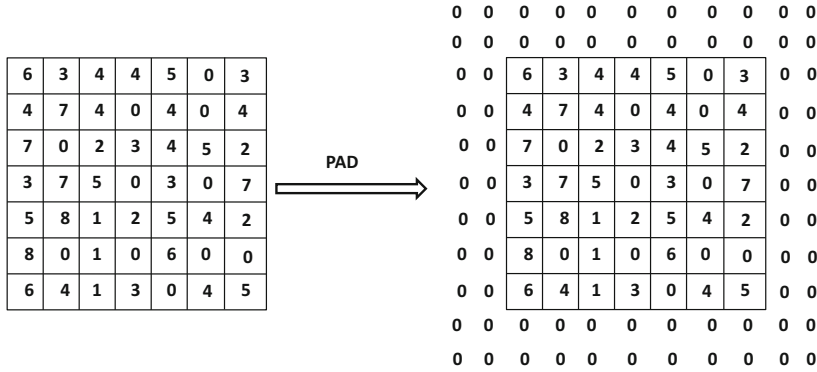 6 3 4 4 5 0 3
4 7 4 0 4 0 4
7 0 2 3 4 5 2
3 7 5 0 3 0 7
5 8 1 2 5 4 2
8 0 1 0 6 0 0
6 4 1 3 0 4 5
PAD
0 0 0 0 0 0 0 0 0 0 0
0 0 0 0 0 0 0 0 0 0 0
0 0 6 3 4 4 5 0 3 0 0
0 0 4 7 4 0 4 0 4 0 0
0 0 7 0 2 3 4 5 2 0 0
0 0 3 7 5 0 3 0 7 0 0
0 0 5 8 1 2 5 4 2 0 0
0 0 8 0 1 0 6 0 0 0 0
0 0 6 4 1 3 0 4 5 0 0
0 0 0 0 0 0 0 0 0 0 0
0 0 0 0 0 0 0 0 0 0 0